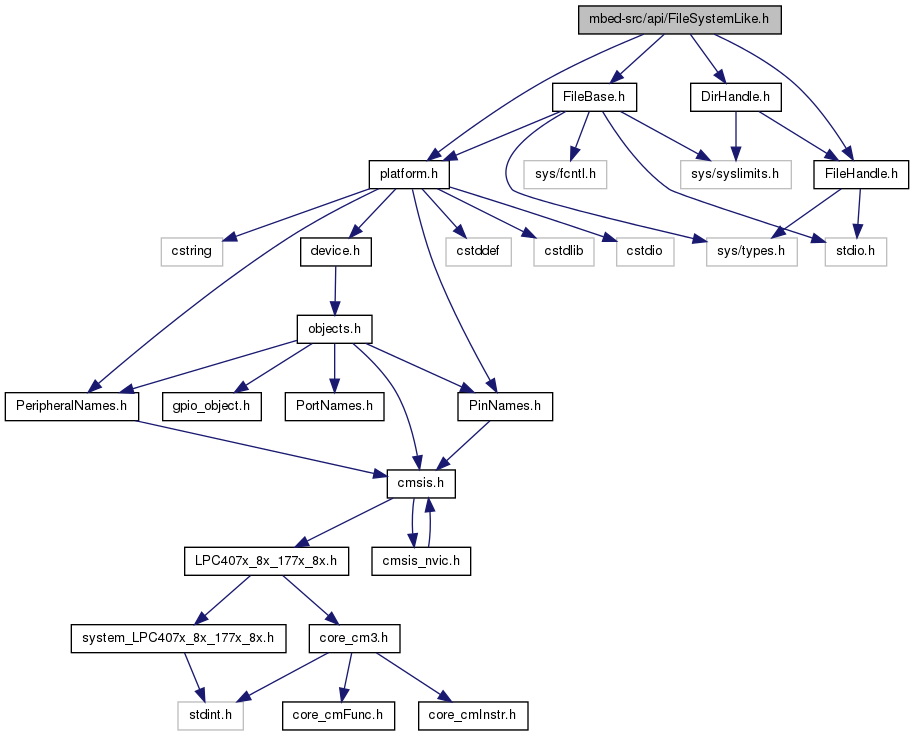 mbed-src/api/FileSystemLike.h
FileBase.h
DirHandle.h
platform.h
sys/fcntl.h
sys/syslimits.h
FileHandle.h
cstring
device.h
cstddef
cstdlib
cstdio
sys/types.h
stdio.h
objects.h
PeripheralNames.h
gpio_object.h
PortNames.h
PinNames.h
cmsis.h
LPC407x_8x_177x_8x.h
cmsis_nvic.h
system_LPC407x_8x_177x_8x.h
core_cm3.h
stdint.h
core_cmFunc.h
core_cmInstr.h